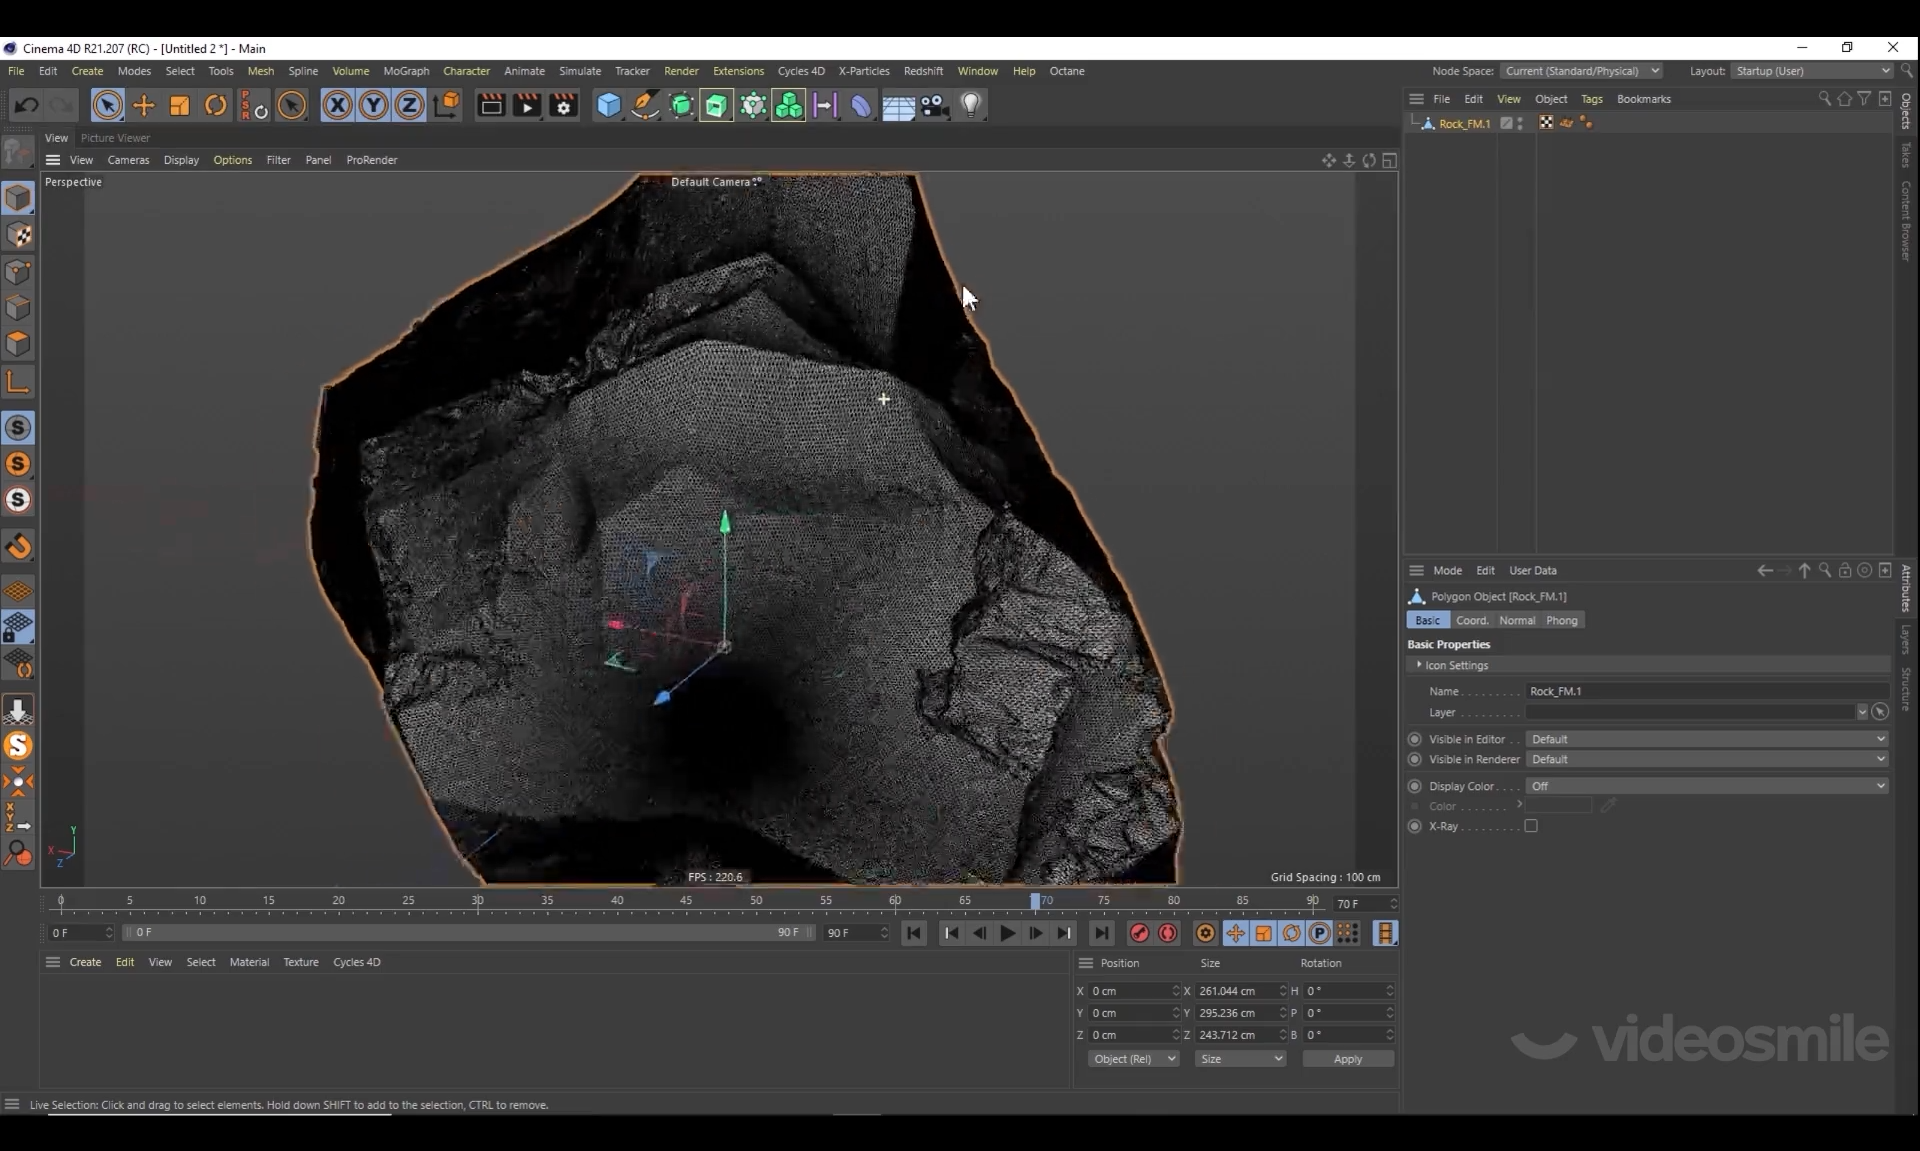 Cinema 4D R21.207 (RC) - [Untitled 2 *] - Main
File Edit Create Modes Select Tools Mesh Spline Volume MoGraph Character Animate Simulate Tracker Render Extensions Cycles 4D X-Particles Redshift Window Help Octane Node Space: Current (Standard/Physical) Layout: Startup (User)
PSR X Y Z
File Edit View Object Tags Bookmarks
Rock_FM.1
Objects
Takes
Content Browser
View Picture Viewer
View Cameras Display Options Filter Panel ProRender
Perspective
Default Camera
S
S
S
S
X Y Z
Y
X
Z
FPS : 220.6
Grid Spacing : 100 cm
Mode Edit User Data
Polygon Object [Rock_FM.1]
Basic Coord. Normal Phong
Basic Properties
Icon Settings
Name Rock_FM.1
Layer
Visible in Editor Default
Visible in Renderer Default
Display Color Off
Color
X-Ray
Attributes
Layers
Structure
0 5 10 15 20 25 30 35 40 45 50 55 60 65 70 75 80 85 90 70 F
0 F 0 F 90 F 90 F P
Create Edit View Select Material Texture Cycles 4D
Position Size Rotation
X 0 cm X 261.044 cm H 0 °
Y 0 cm Y 295.236 cm P 0 °
Z 0 cm Z 243.712 cm B 0 °
Object (Rel) Size Apply
videosmile
Live Selection: Click and drag to select elements. Hold down SHIFT to add to the selection, CTRL to remove.